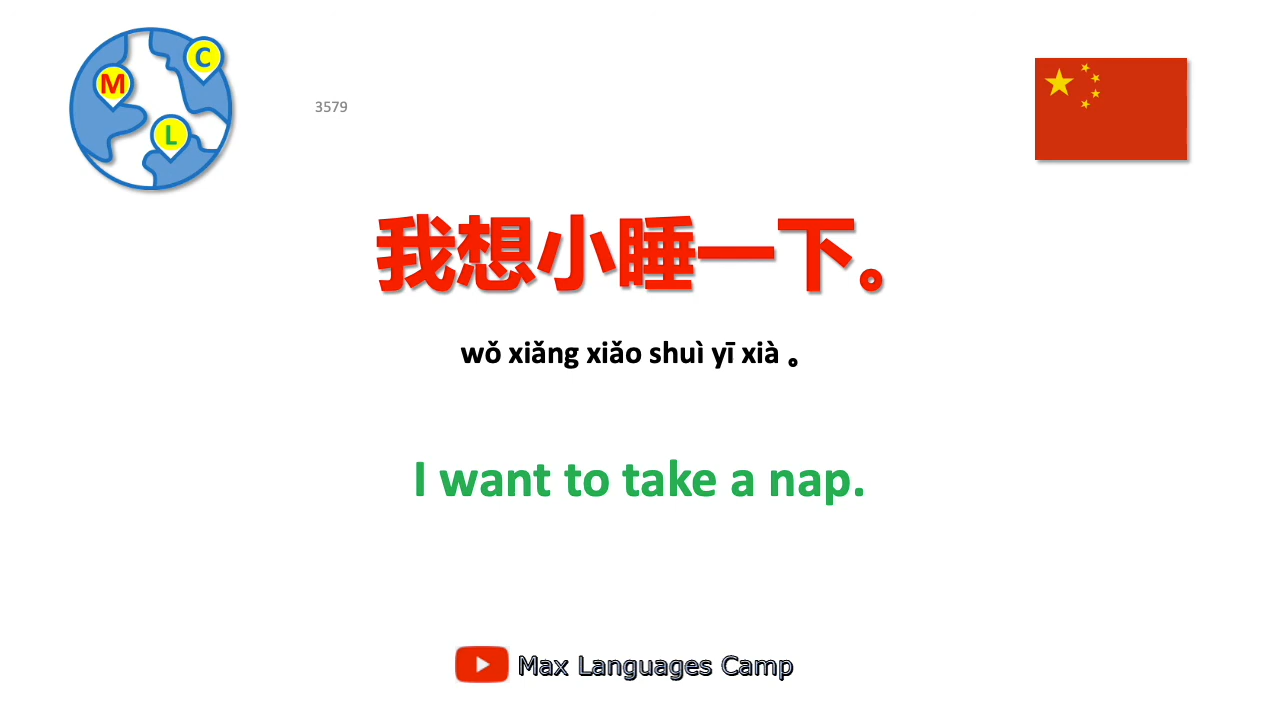 C
M
L
3579
我想小睡一下。
wǒ xiǎng xiǎo shuì yī xià 。
I want to take a nap.
Max Languages Camp